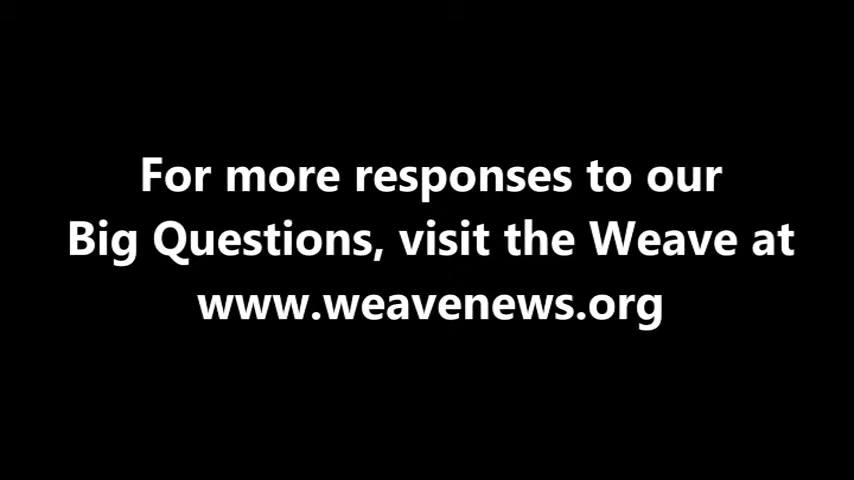 For more responses to our
Big Questions, visit the Weave at
www.weavenews.org